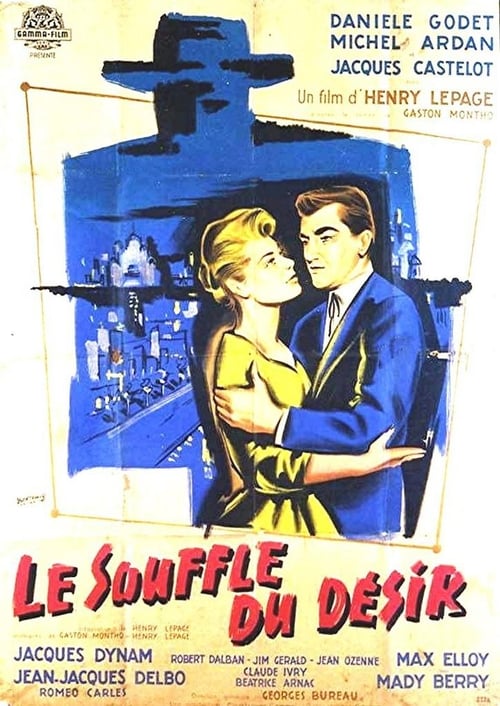 GAMMA-FILM
PRÉSENTE
DANIELE GODET
MICHEL ARDAN
JACQUES CASTELOT
Un film d'HENRY LEPAGE
GASTON MONTHO
LE SOUFFLE
DU DÉSIR
HENRY LEPAGE
GASTON MONTHO-HENRY LEPAGE
JACQUES DYNAM
ROBERT DALBAN - JIM GERALD - JEAN OZENNE
MAX ELLOY
JEAN-JACQUES DELBO
CLAUDE IVRY
BEATRICE ARNAC
MADY BERRY
ROMEO CARLES
GEORGES BUREAU